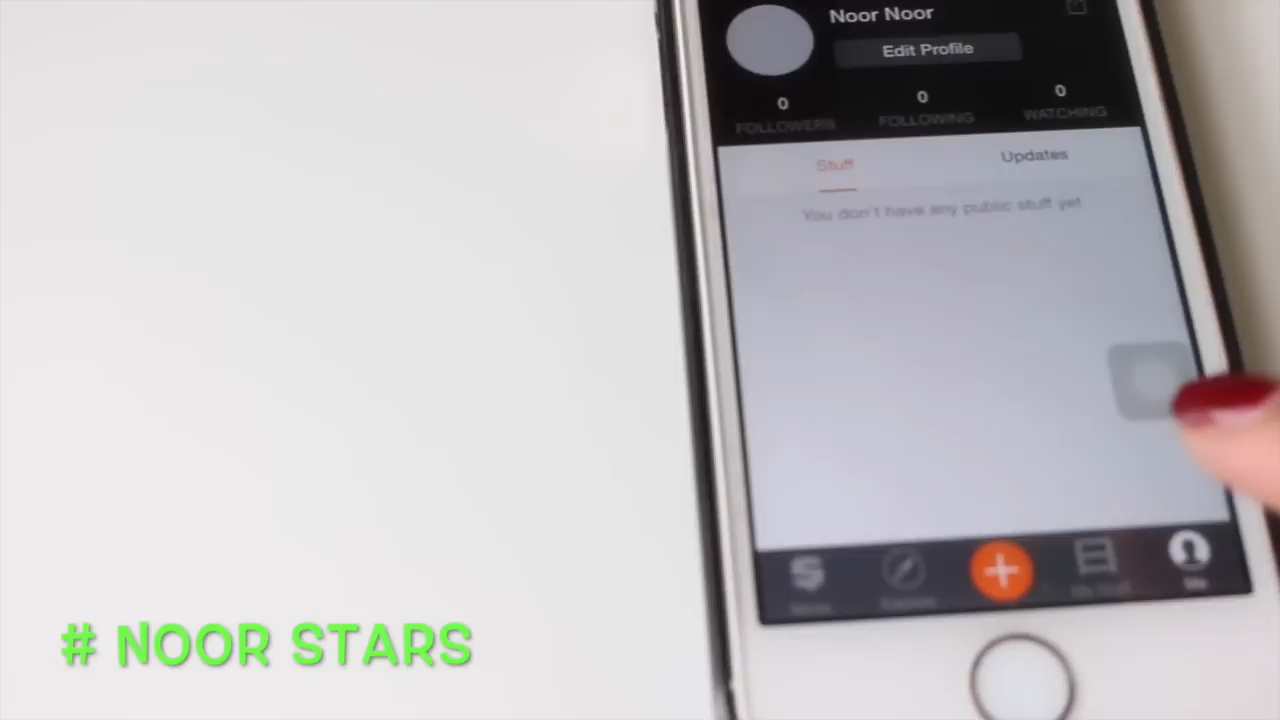 Noor Noor
Edit Profile
0 0 0
FOLLOWERS FOLLOWING WATCHING
Stuff Updates
You don't have any public stuff yet
Me
# NOOR STARS